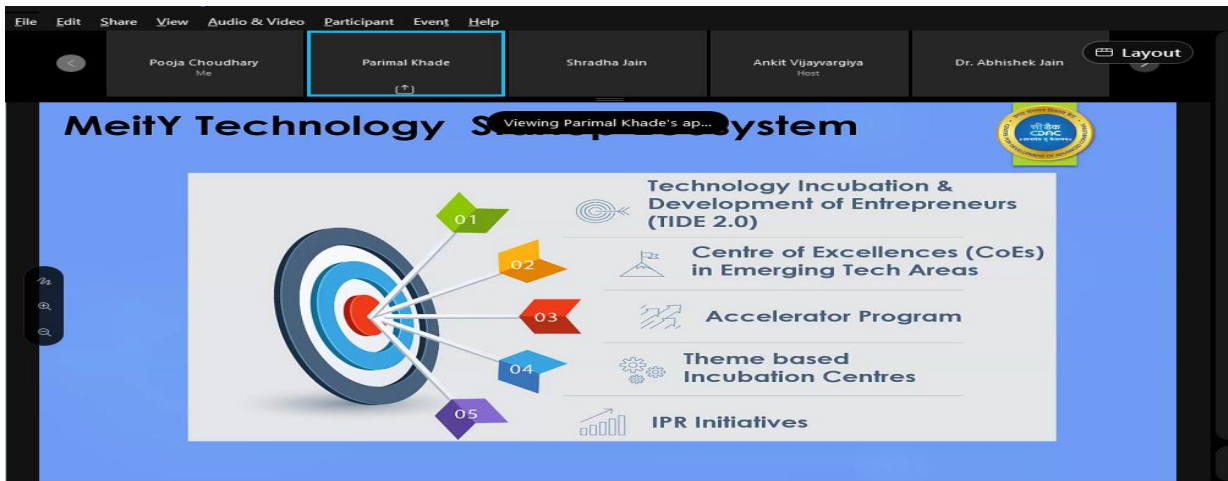 File Edit Share View Audio & Video Participant Event Help
Pooja Choudhary
Me
Parimal Khade
Shradha Jain
Ankit Vijayvargiya
Host
Dr. Abhishek Jain
Layout
MeitY Technology
Viewing Parimal Khade's ap...
सी डैक
CDAC
01
Technology Incubation &
Development of Entrepreneurs
(TIDE 2.0)
02
Centre of Excellences (CoEs)
in Emerging Tech Areas
03
Accelerator Program
04
Theme based
Incubation Centres
05
IPR Initiatives